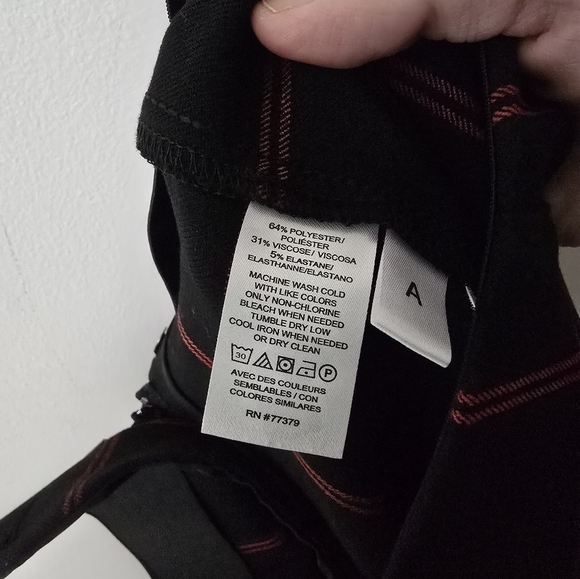 64% POLYESTER/
POLIÉSTER
31% VISCOSE/ VISCOSA
5% ELASTANE/
ELASTHANNE/ELASTANO
MACHINE WASH COLD
WITH LIKE COLORS
ONLY NON-CHLORINE
BLEACH WHEN NEEDED
TUMBLE DRY LOW
COOL IRON WHEN NEEDED
OR DRY CLEAN
30 P
AVEC DES COULEURS
SEMBLABLES / CON
COLORES SIMILARES
RN #77379
A